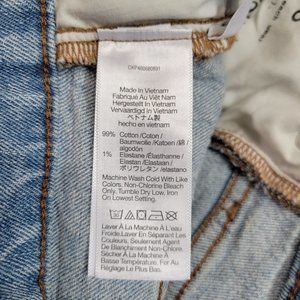 Made In Vietnam
Fabriqué Au Viêt Nam
Hergestellt In Vietnam
Vervaardigd In Vietnam
ベトナム製
hecho en vietnam
99% Cotton /Coton /
Baumwolle /Katoen /綿/
algodón
1% Elastane /Élasthanne /
Elastan /Elastaan /
ポリウレタン /elastano
Machine Wash Cold With Like
Colors. Non-Chlorine Bleach
Only. Tumble Dry Low. Iron On
Lowest Setting.
Laver À La Machine À L'eau
Froide. Laver En Séparant Les
Couleurs, Seulement Agent De
Blanchiment Non-Chlore.
Sécher À La Machine À
Température Min. Fer Au
Réglage Le Plus Bas.